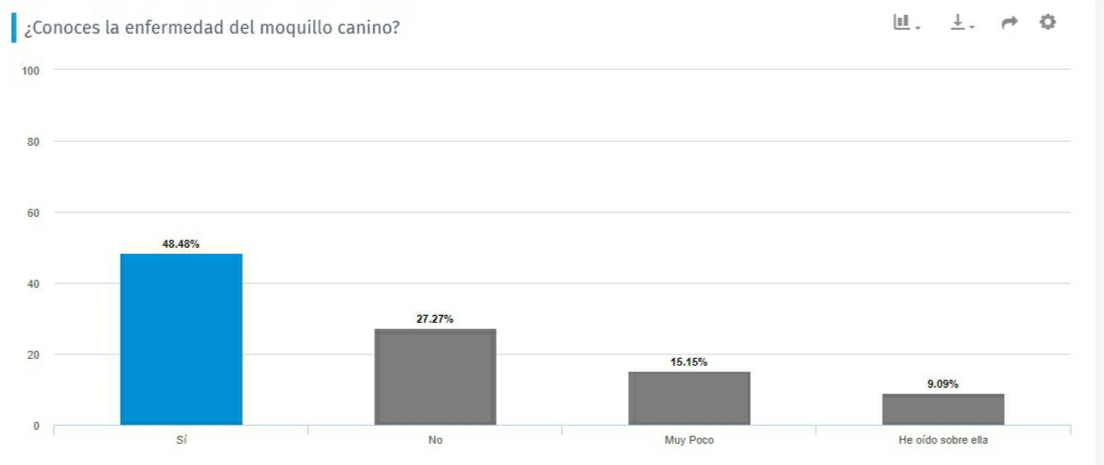 ¿Conoces la enfermedad del moquillo canino?
100
80
60
40
20
0
48.48%
27.27%
15.15%
9.09%
Sí
No
Muy Poco
He oído sobre ella